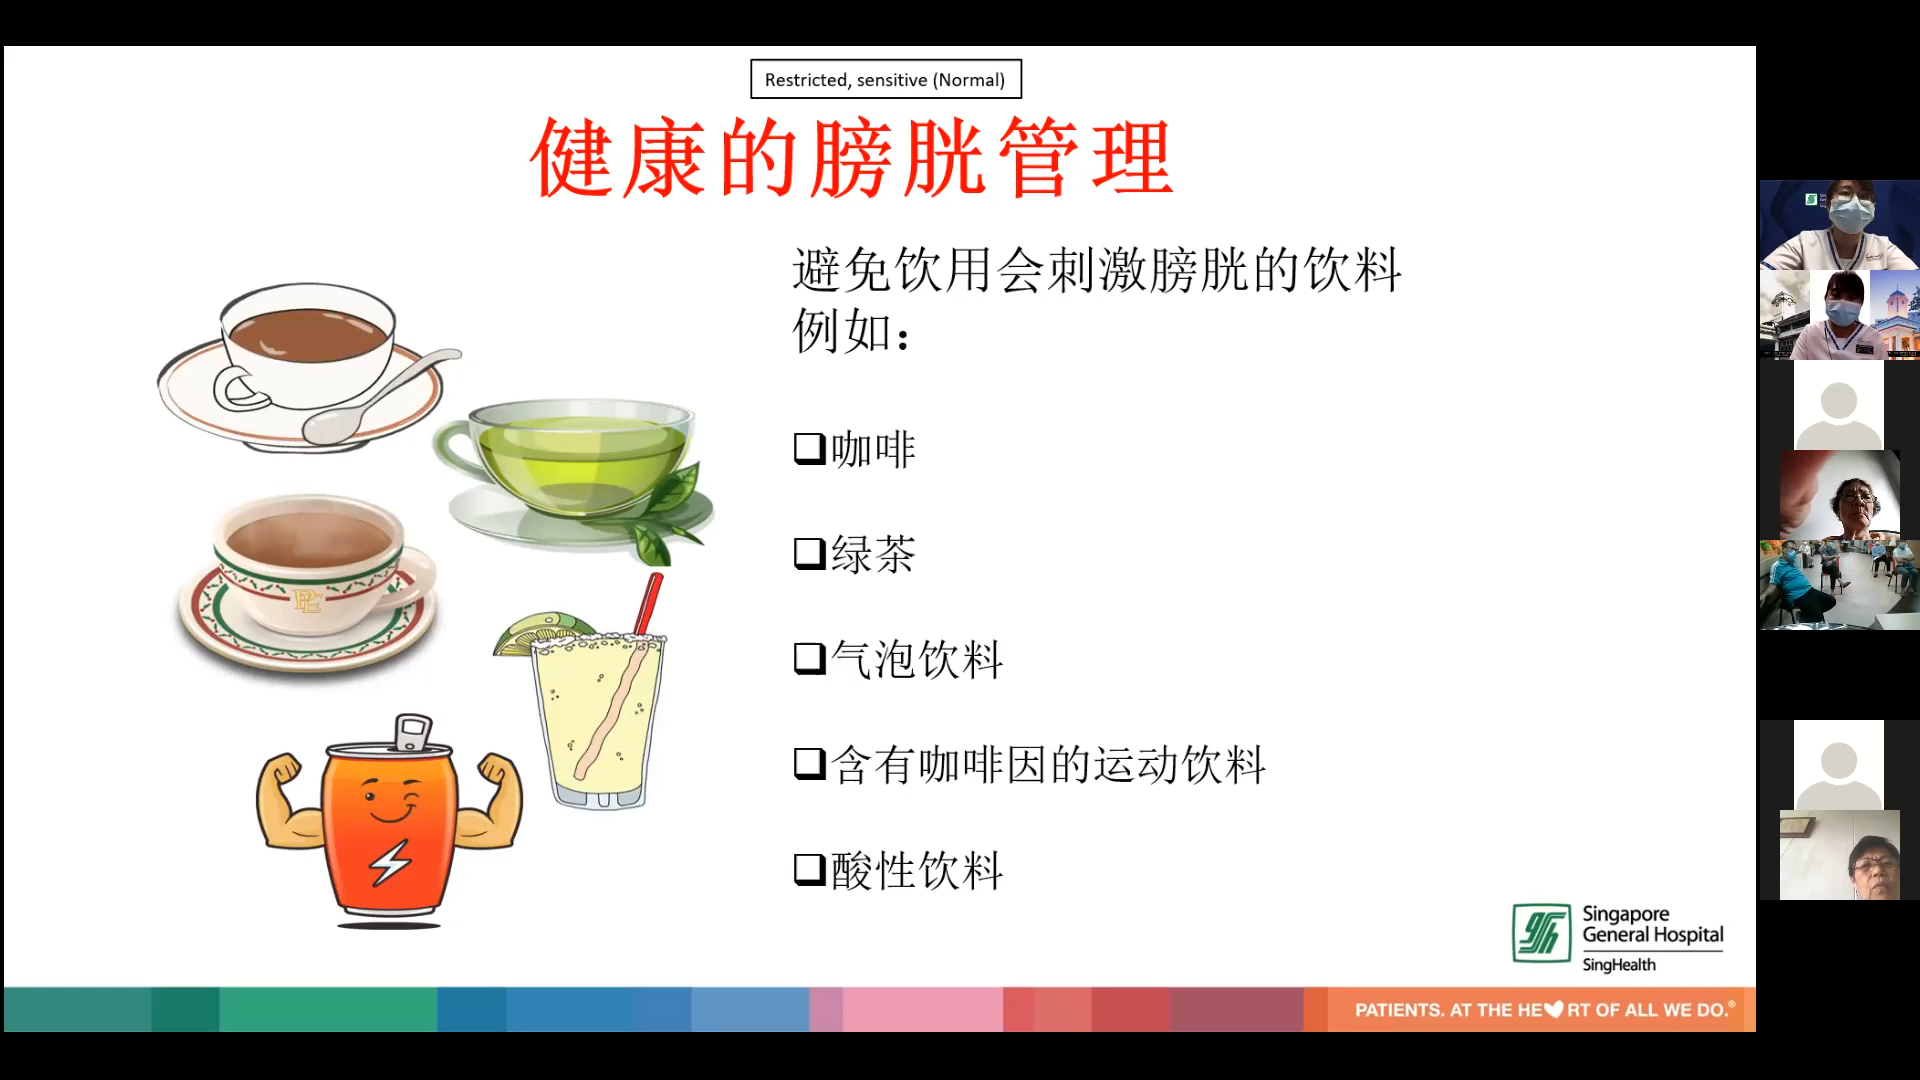 Restricted, sensitive (Normal)
健康的膀胱管理
避免饮用会刺激膀胱的饮料
例如：
❑咖啡
❑绿茶
❑气泡饮料
❑含有咖啡因的运动饮料
❑酸性饮料
Singapore
General Hospital
SingHealth
PATIENTS. AT THE HE♥RT OF ALL WE DO.®